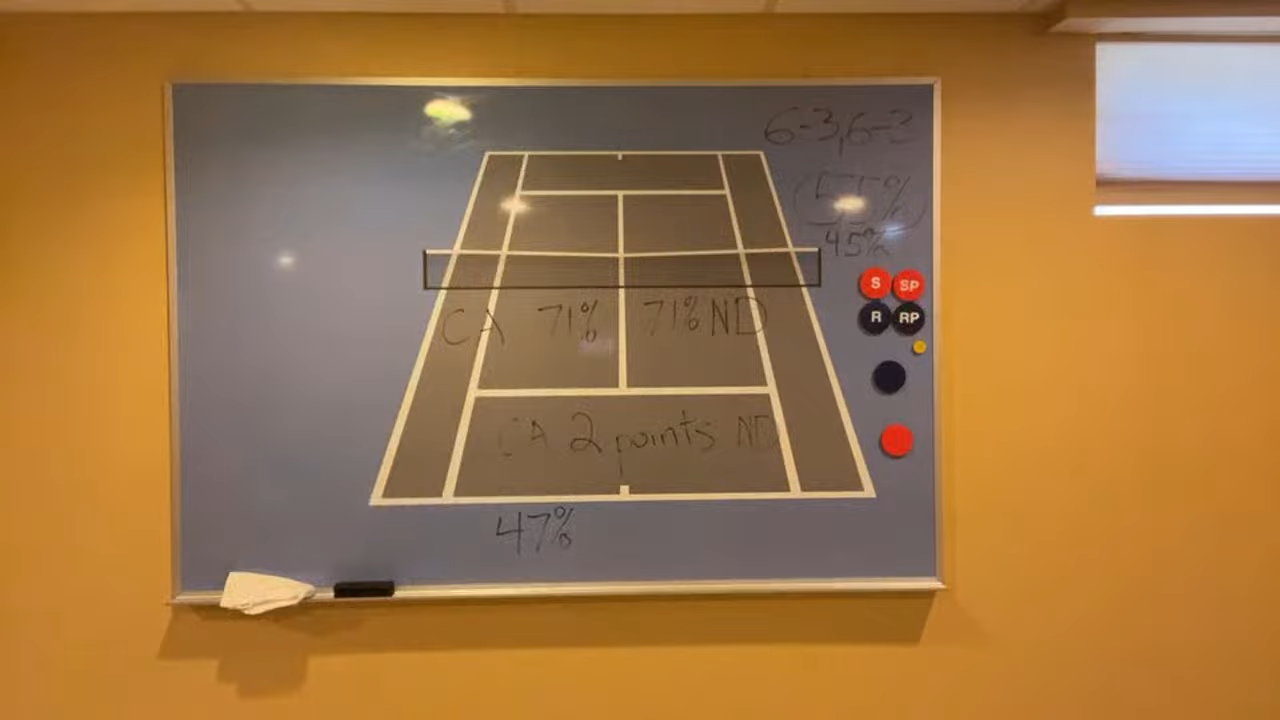 6-3, 6-3
55%
45%
S SP
R RP
CA 71% 71% ND
CA 2 points ND
47%